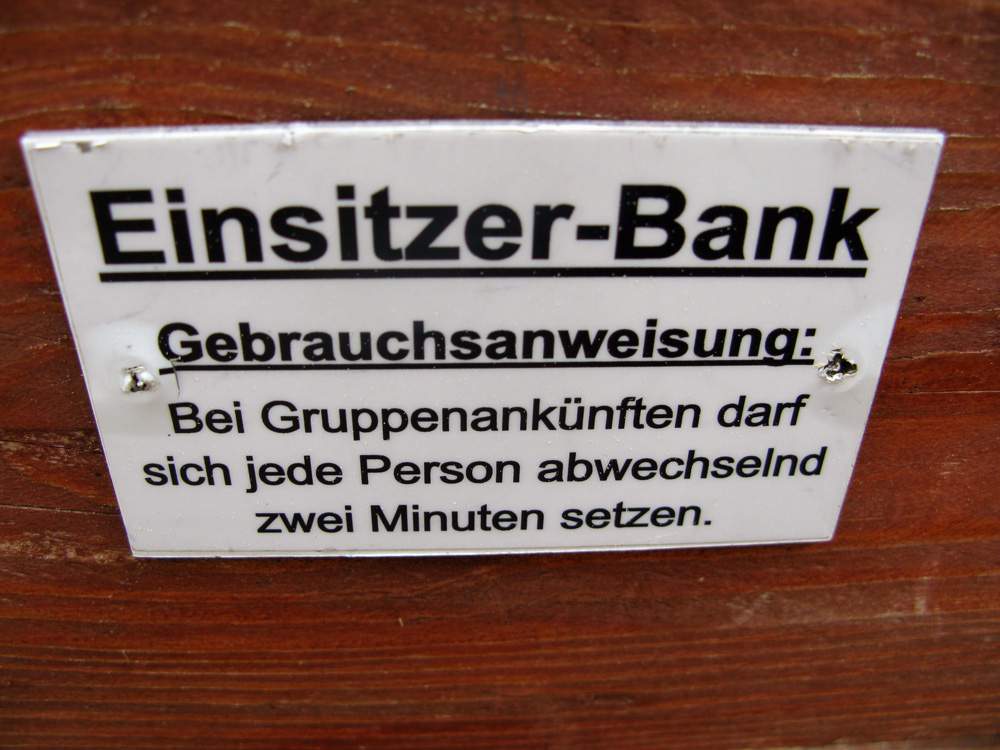 Einsitzer-Bank
Gebrauchsanweisung:
Bei Gruppenankünften darf
sich jede Person abwechselnd
zwei Minuten setzen.